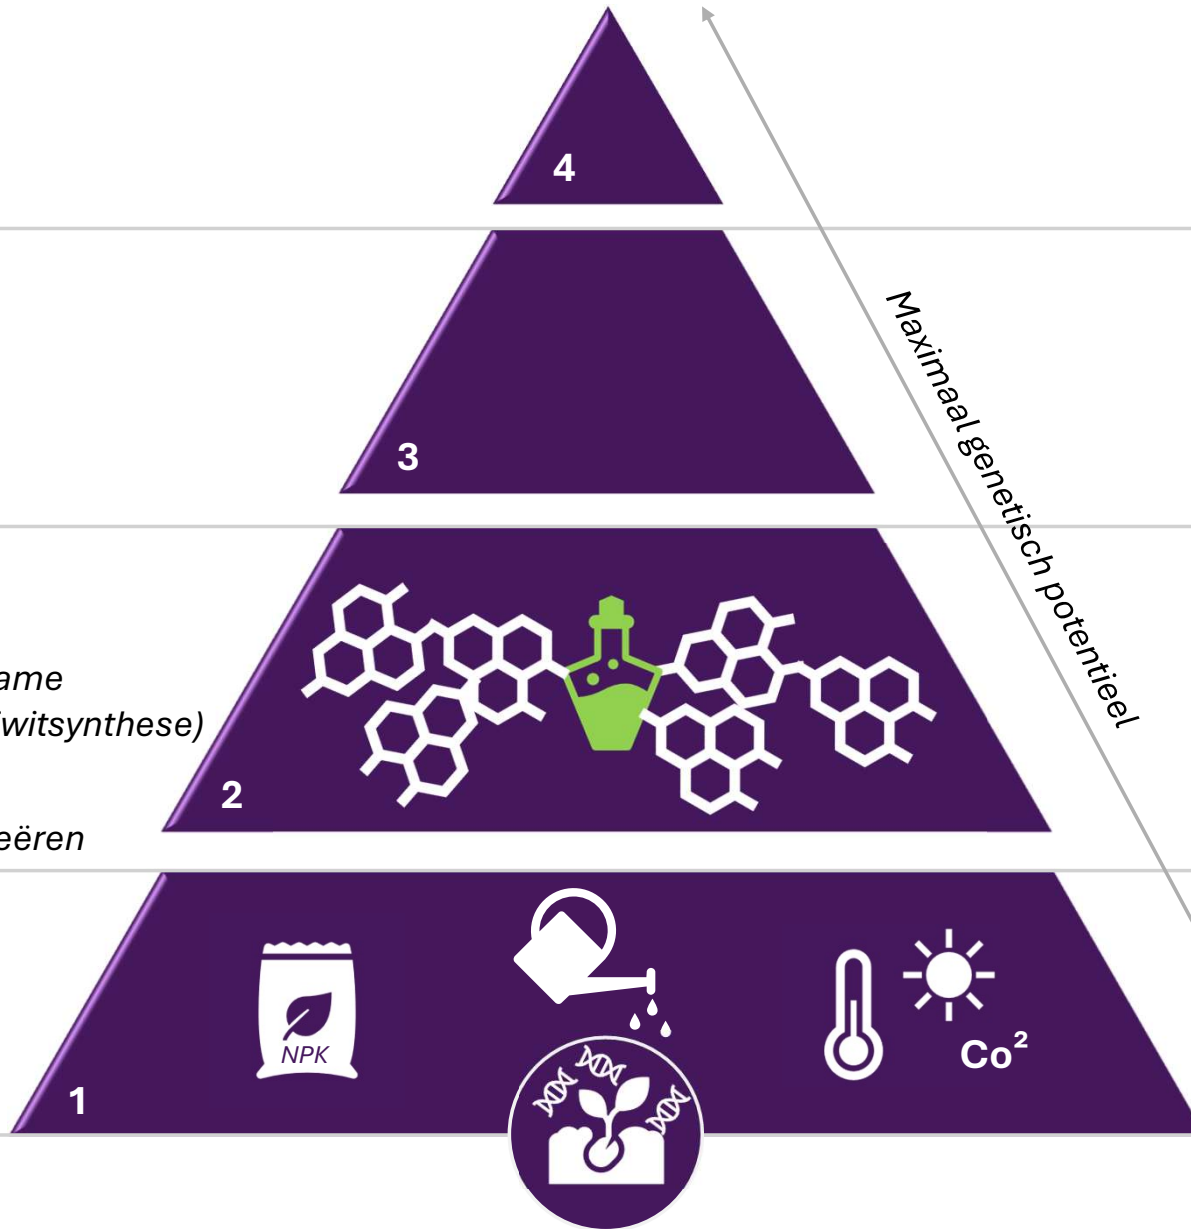 4
Maximaal genetisch potentieel
3
ame
witsynthese)
2
eëren
NPK
Co²
1